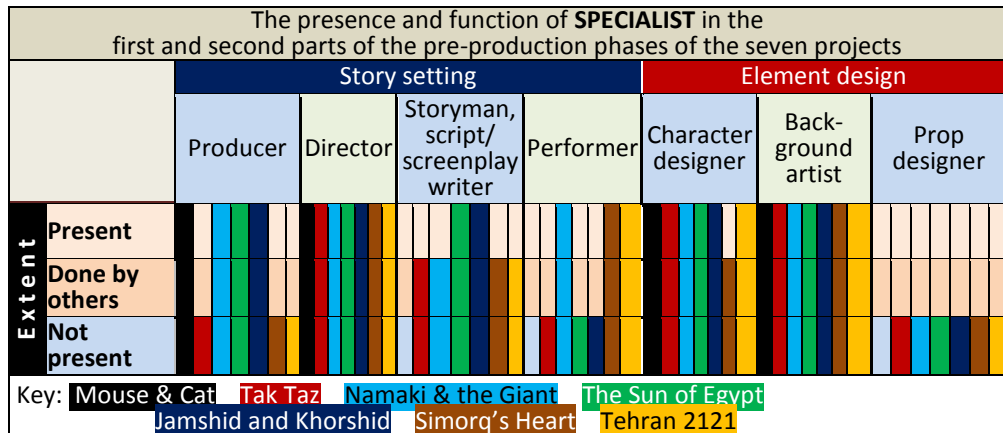 The presence and function of SPECIALIST in the
first and second parts of the pre-production phases of the seven projects
Story setting
Element design
Producer
Director
Storyman,
script/
screenplay
writer
Performer
Character
designer
Back-
ground
artist
Prop
designer
Extent
Present
Done by
others
Not
present
Key: Mouse & Cat Tak Taz Namaki & the Giant The Sun of Egypt
Jamshid and Khorshid Simorq's Heart Tehran 2121